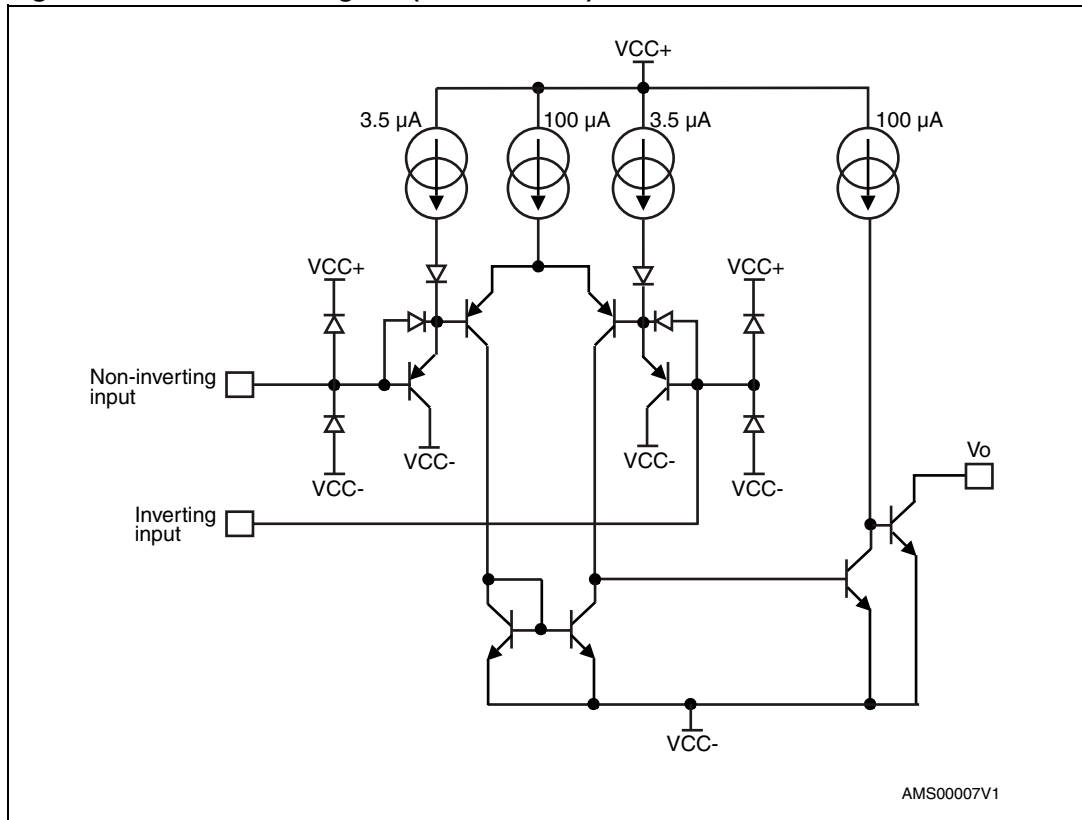 VCC+
3.5 µA
100 µA
3.5 µA
100 µA
VCC+
VCC+
Non-inverting
input
VCC-
VCC-
VCC-
VCC-
Vo
Inverting
input
VCC-
AMS00007V1